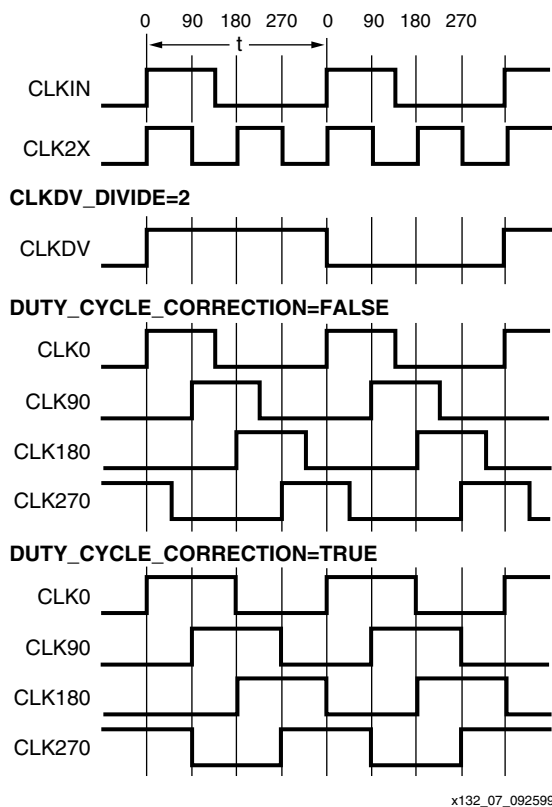 0 90 180 270 0 90 180 270
t
CLKIN
CLK2X
CLKDV_DIVIDE=2
CLKDV
DUTY_CYCLE_CORRECTION=FALSE
CLK0
CLK90
CLK180
CLK270
DUTY_CYCLE_CORRECTION=TRUE
CLK0
CLK90
CLK180
CLK270
x132_07_092599